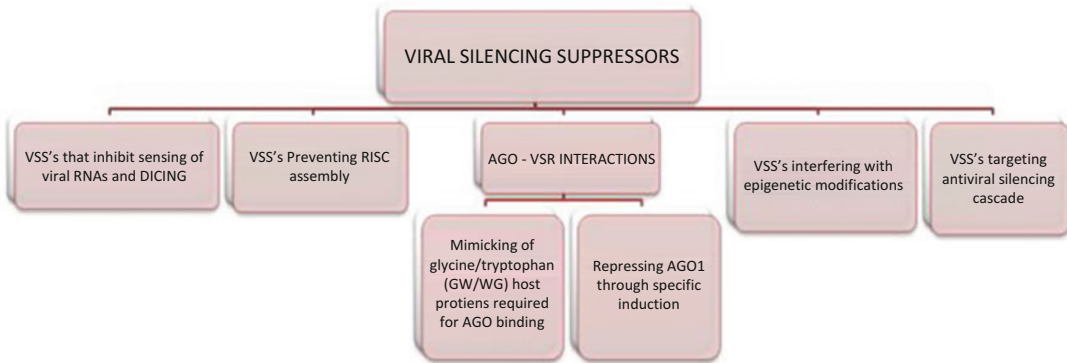 VIRAL SILENCING SUPPRESSORS
VSS's that inhibit sensing of
viral RNAs and DICING
VSS's Preventing RISC
assembly
AGO - VSR INTERACTIONS
VSS's interfering with
epigenetic modifications
VSS's targeting
antiviral silencing
cascade
Mimicking of
glycine/tryptophan
(GW/WG) host
protiens required
for AGO binding
Repressing AGO1
through specific
induction